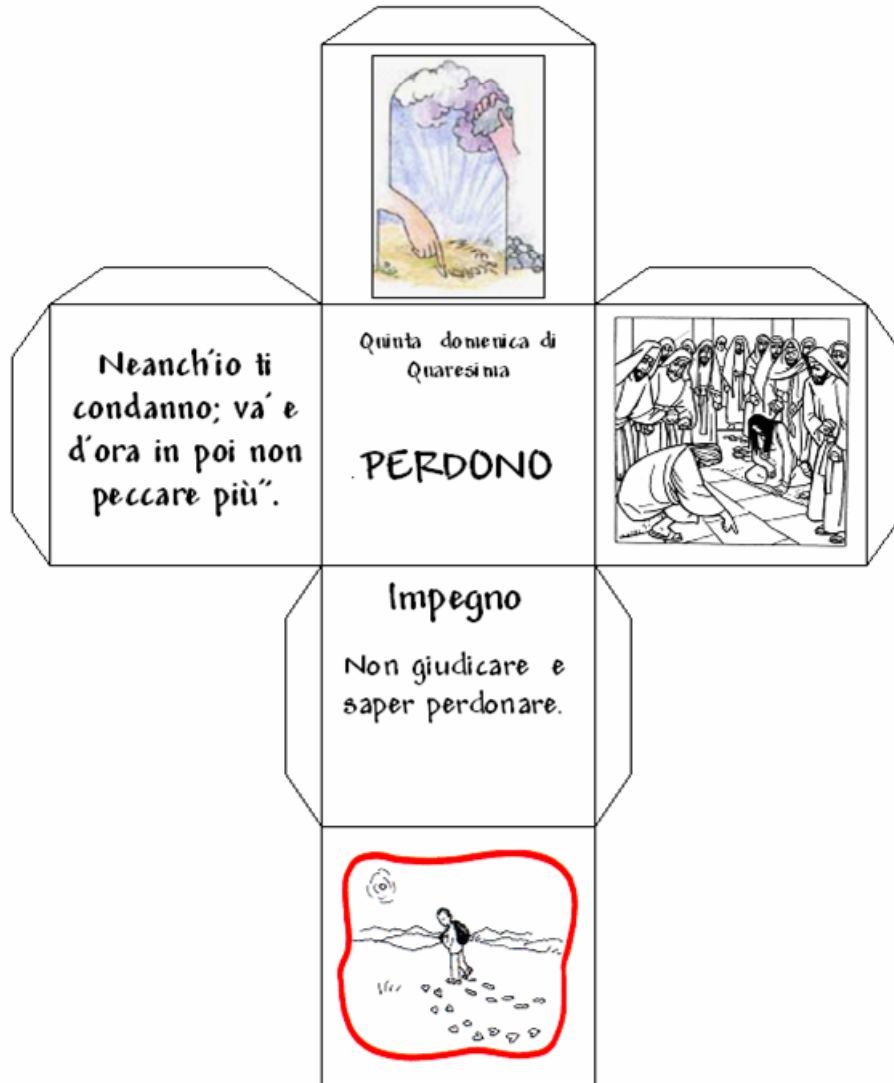 Neanch'io ti
condanno; va' e
d'ora in poi non
peccare più".
Quinta domenica di
Quaresima
PERDONO
Impegno
Non giudicare e
saper perdonare.